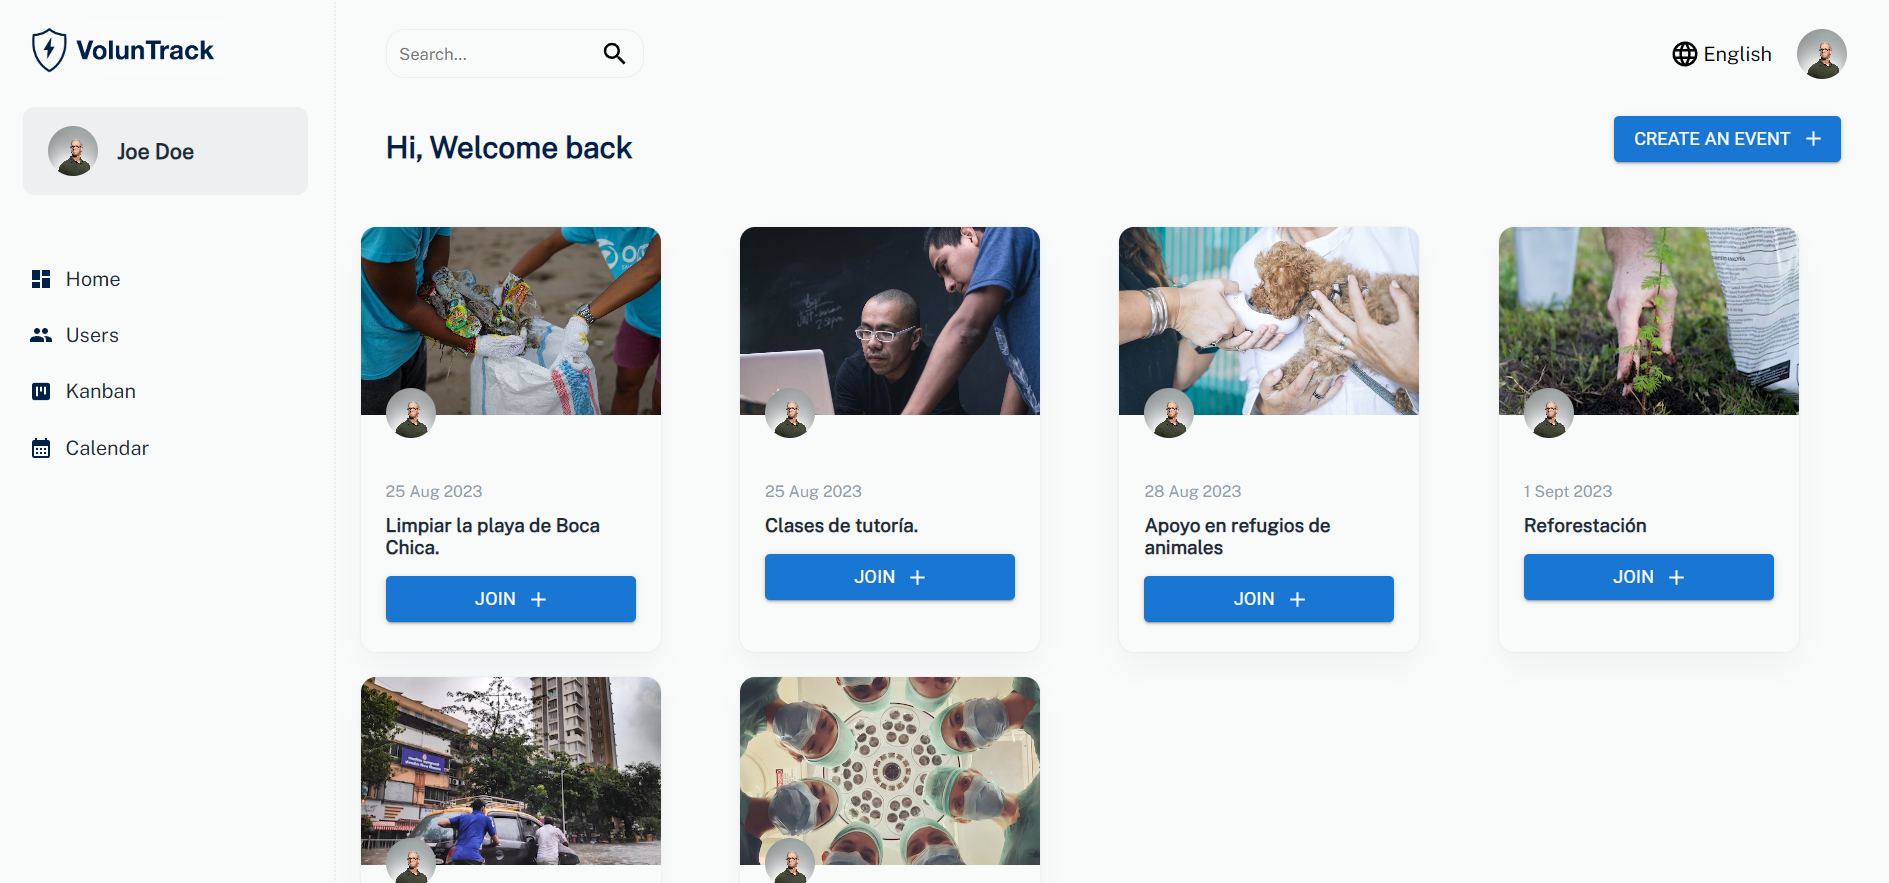 VolunTrack
Search...
English
Joe Doe
Hi, Welcome back
CREATE AN EVENT
Home
Users
Kanban
Calendar
25 Aug 2023
Limpiar la playa de Boca
Chica.
JOIN
25 Aug 2023
Clases de tutoría.
JOIN
28 Aug 2023
Apoyo en refugios de
animales
JOIN
1 Sept 2023
Reforestación
JOIN